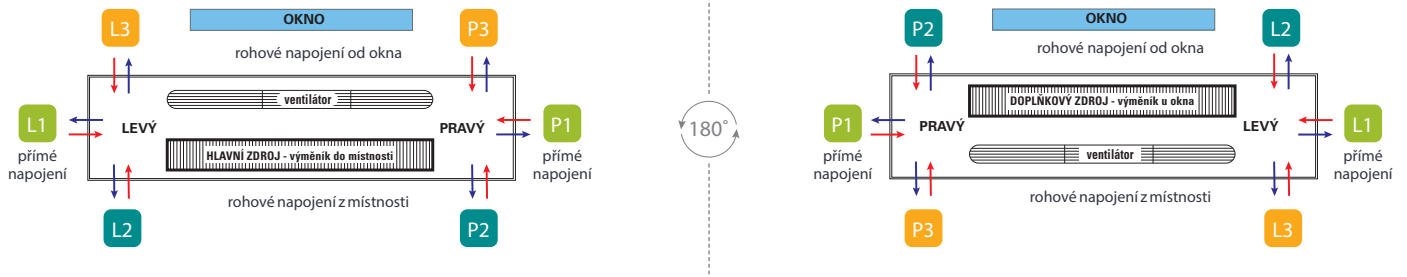 L3
OKNO
P3
rohové napojení od okna
ventilátor
L1
LEVÝ
PRAVÝ
P1
HLAVNÍ ZDROJ - výměník do místnosti
přímé
napojení
přímé
napojení
rohové napojení z místnosti
L2
P2
180°
P2
OKNO
L2
rohové napojení od okna
DOPLŇKOVÝ ZDROJ - výměník u okna
P1
PRAVÝ
LEVÝ
L1
ventilátor
přímé
napojení
přímé
napojení
rohové napojení z místnosti
P3
L3